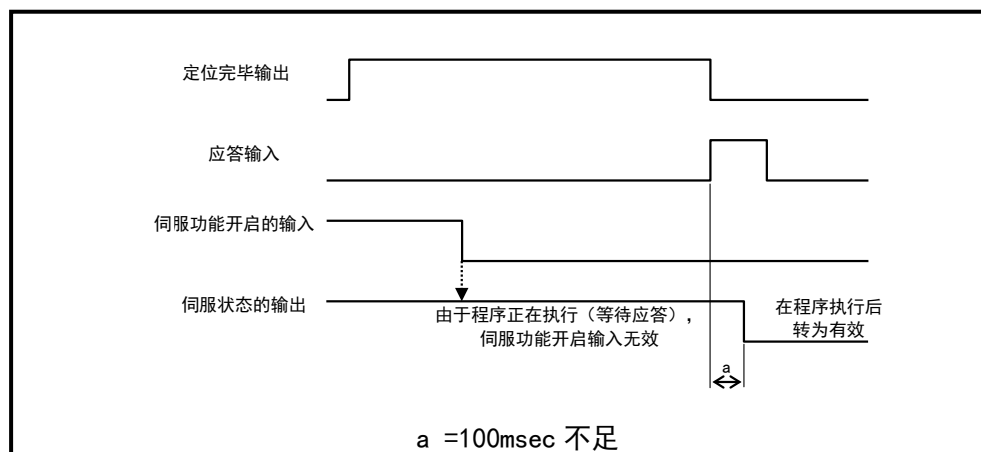 定位完毕输出
应答输入
伺服功能开启的输入
伺服状态的输出
由于程序正在执行（等待应答），
伺服功能开启输入无效
在程序执行后
转为有效
a
a =100msec 不足